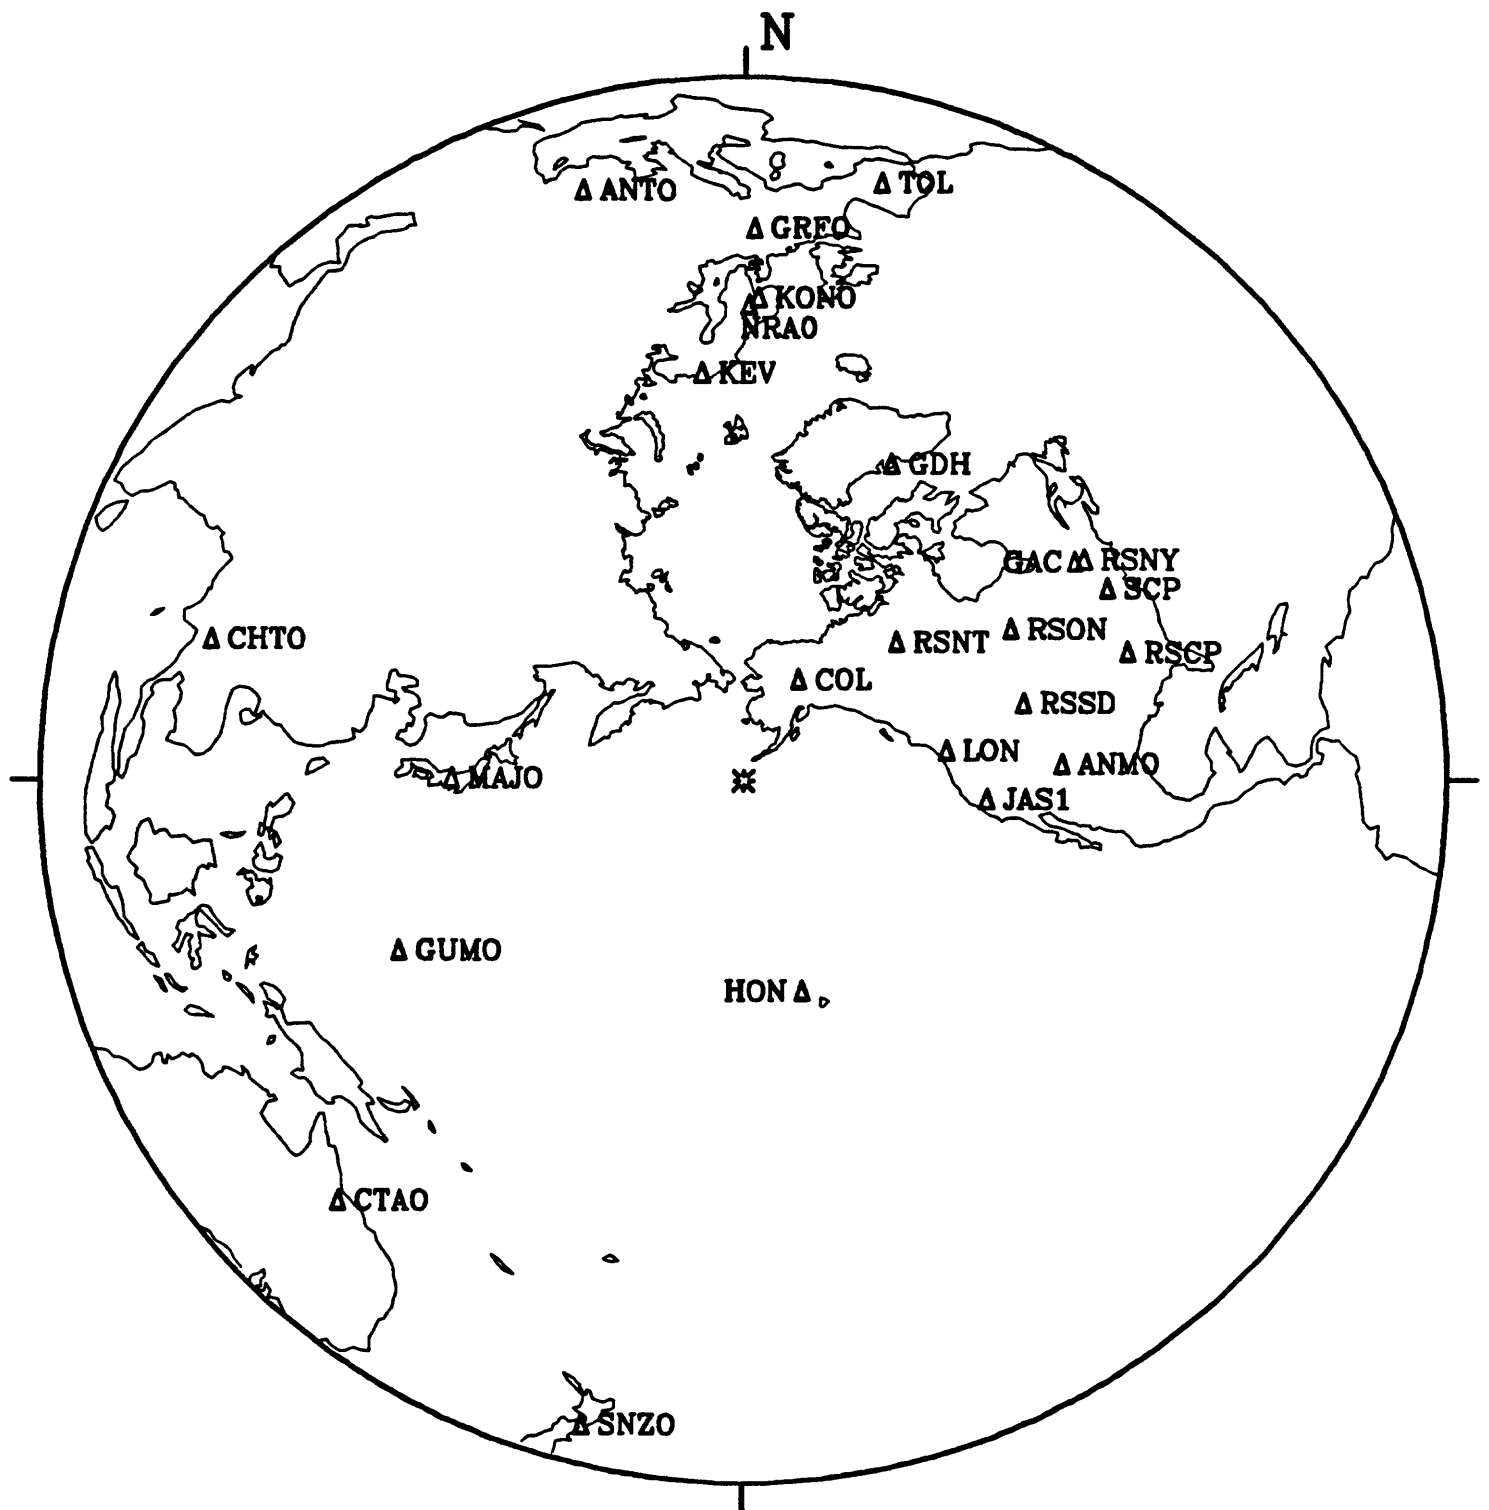 N
ANTO
TOL
GRFO
KONO
NRAO
KEV
GDH
GAC
RSNY
SCP
CHTO
RSNT
RSON
RSCP
COL
RSSD
LON
ANMO
MAJO
JAS1
GUMO
HON
CTAO
SNZO